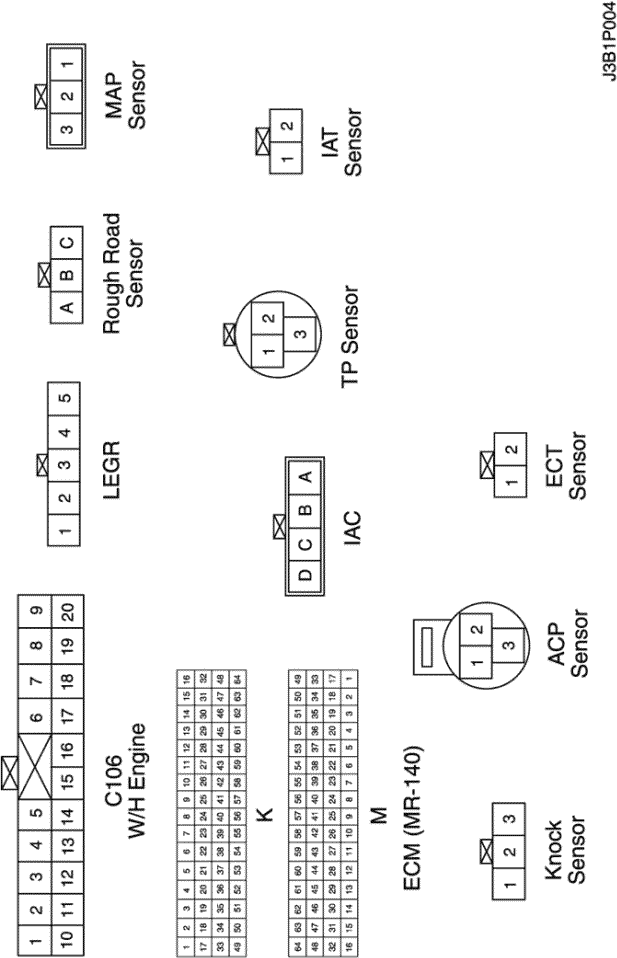 1 2 3 4 5 6 7 8 9
10 11 12 13 14 15 16 17 18 19 20
C106
W/H Engine
1 2 3 4 5
LEGR
A B C
Rough Road
Sensor
3 2 1
MAP
Sensor
1 2 3 4 5 6 7 8 9 10 11 12 13 14 15 16
17 18 19 20 21 22 23 24 25 26 27 28 29 30 31 32
33 34 35 36 37 38 39 40 41 42 43 44 45 46 47 48
49 50 51 52 53 54 55 56 57 58 59 60 61 62 63 64
K
64 63 62 61 60 59 58 57 56 55 54 53 52 51 50 49
48 47 46 45 44 43 42 41 40 39 38 37 36 35 34 33
32 31 30 29 28 27 26 25 24 23 22 21 20 19 18 17
16 15 14 13 12 11 10 9 8 7 6 5 4 3 2 1
M
ECM (MR-140)
D C B A
IAC
1 2
3
TP Sensor
1 2
IAT
Sensor
1 2 3
Knock
Sensor
1 2
3
ACP
Sensor
1 2
ECT
Sensor
J3B1P004